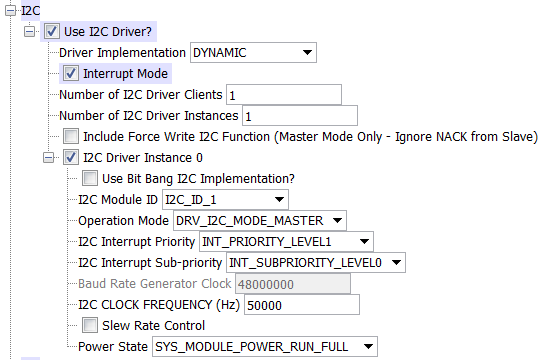 I2C
Use I2C Driver?
Driver Implementation DYNAMIC
Interrupt Mode
Number of I2C Driver Clients 1
Number of I2C Driver Instances 1
Include Force Write I2C Function (Master Mode Only - Ignore NACK from Slave)
I2C Driver Instance 0
Use Bit Bang I2C Implementation?
I2C Module ID I2C_ID_1
Operation Mode DRV_I2C_MODE_MASTER
I2C Interrupt Priority INT_PRIORITY_LEVEL1
I2C Interrupt Sub-priority INT_SUBPRIORITY_LEVEL0
Baud Rate Generator Clock 48000000
I2C CLOCK FREQUENCY (Hz) 50000
Slew Rate Control
Power State SYS_MODULE_POWER_RUN_FULL